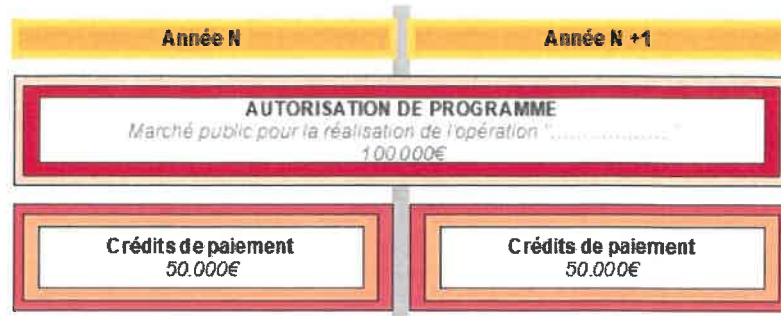 Année N
Année N +1
AUTORISATION DE PROGRAMME
Marché public pour la réalisation de l'opération "....................."
100.000€
Crédits de paiement
50.000€
Crédits de paiement
50.000€